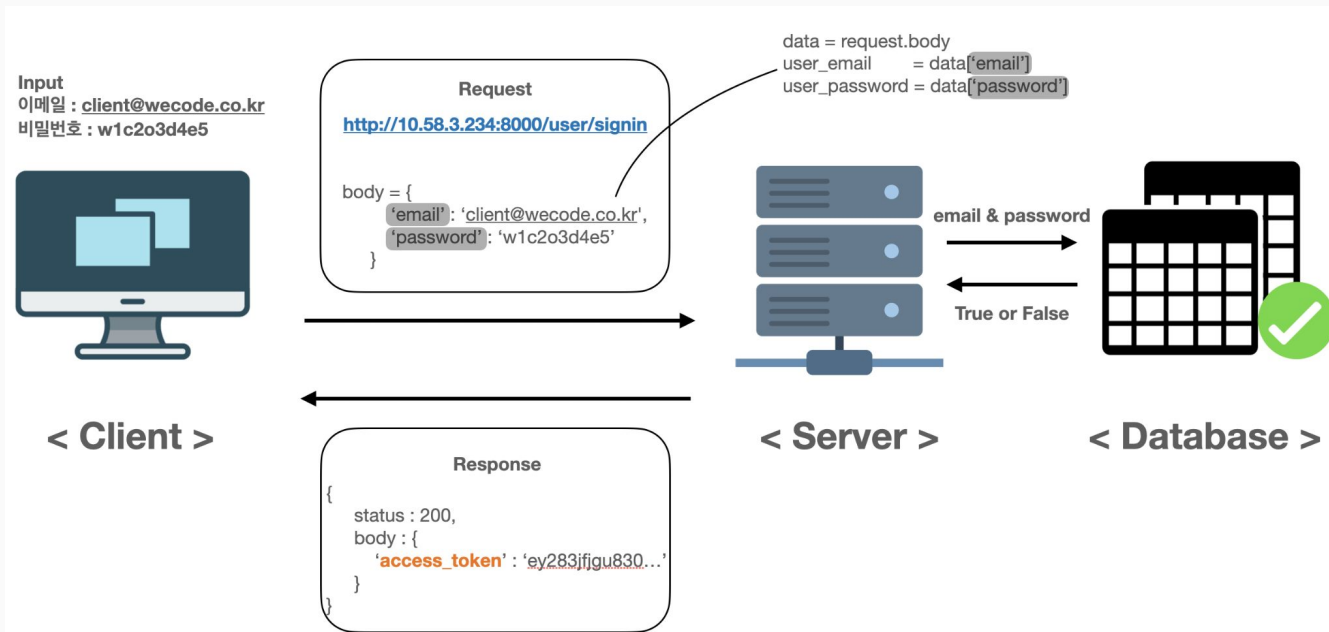 Input
이메일 : client@wecode.co.kr
비밀번호 : w1c2o3d4e5
Request
http://10.58.3.234:8000/user/signin
body = {
‘email’ : ‘client@wecode.co.kr',
‘password’ : ‘w1c2o3d4e5’
}
data = request.body
user_email = data[‘email’]
user_password = data[‘password’]
email & password
True or False
< Client >
< Server >
< Database >
Response
{
status : 200,
body : {
‘access_token’ : ‘ey283jfjgu830…’
}
}